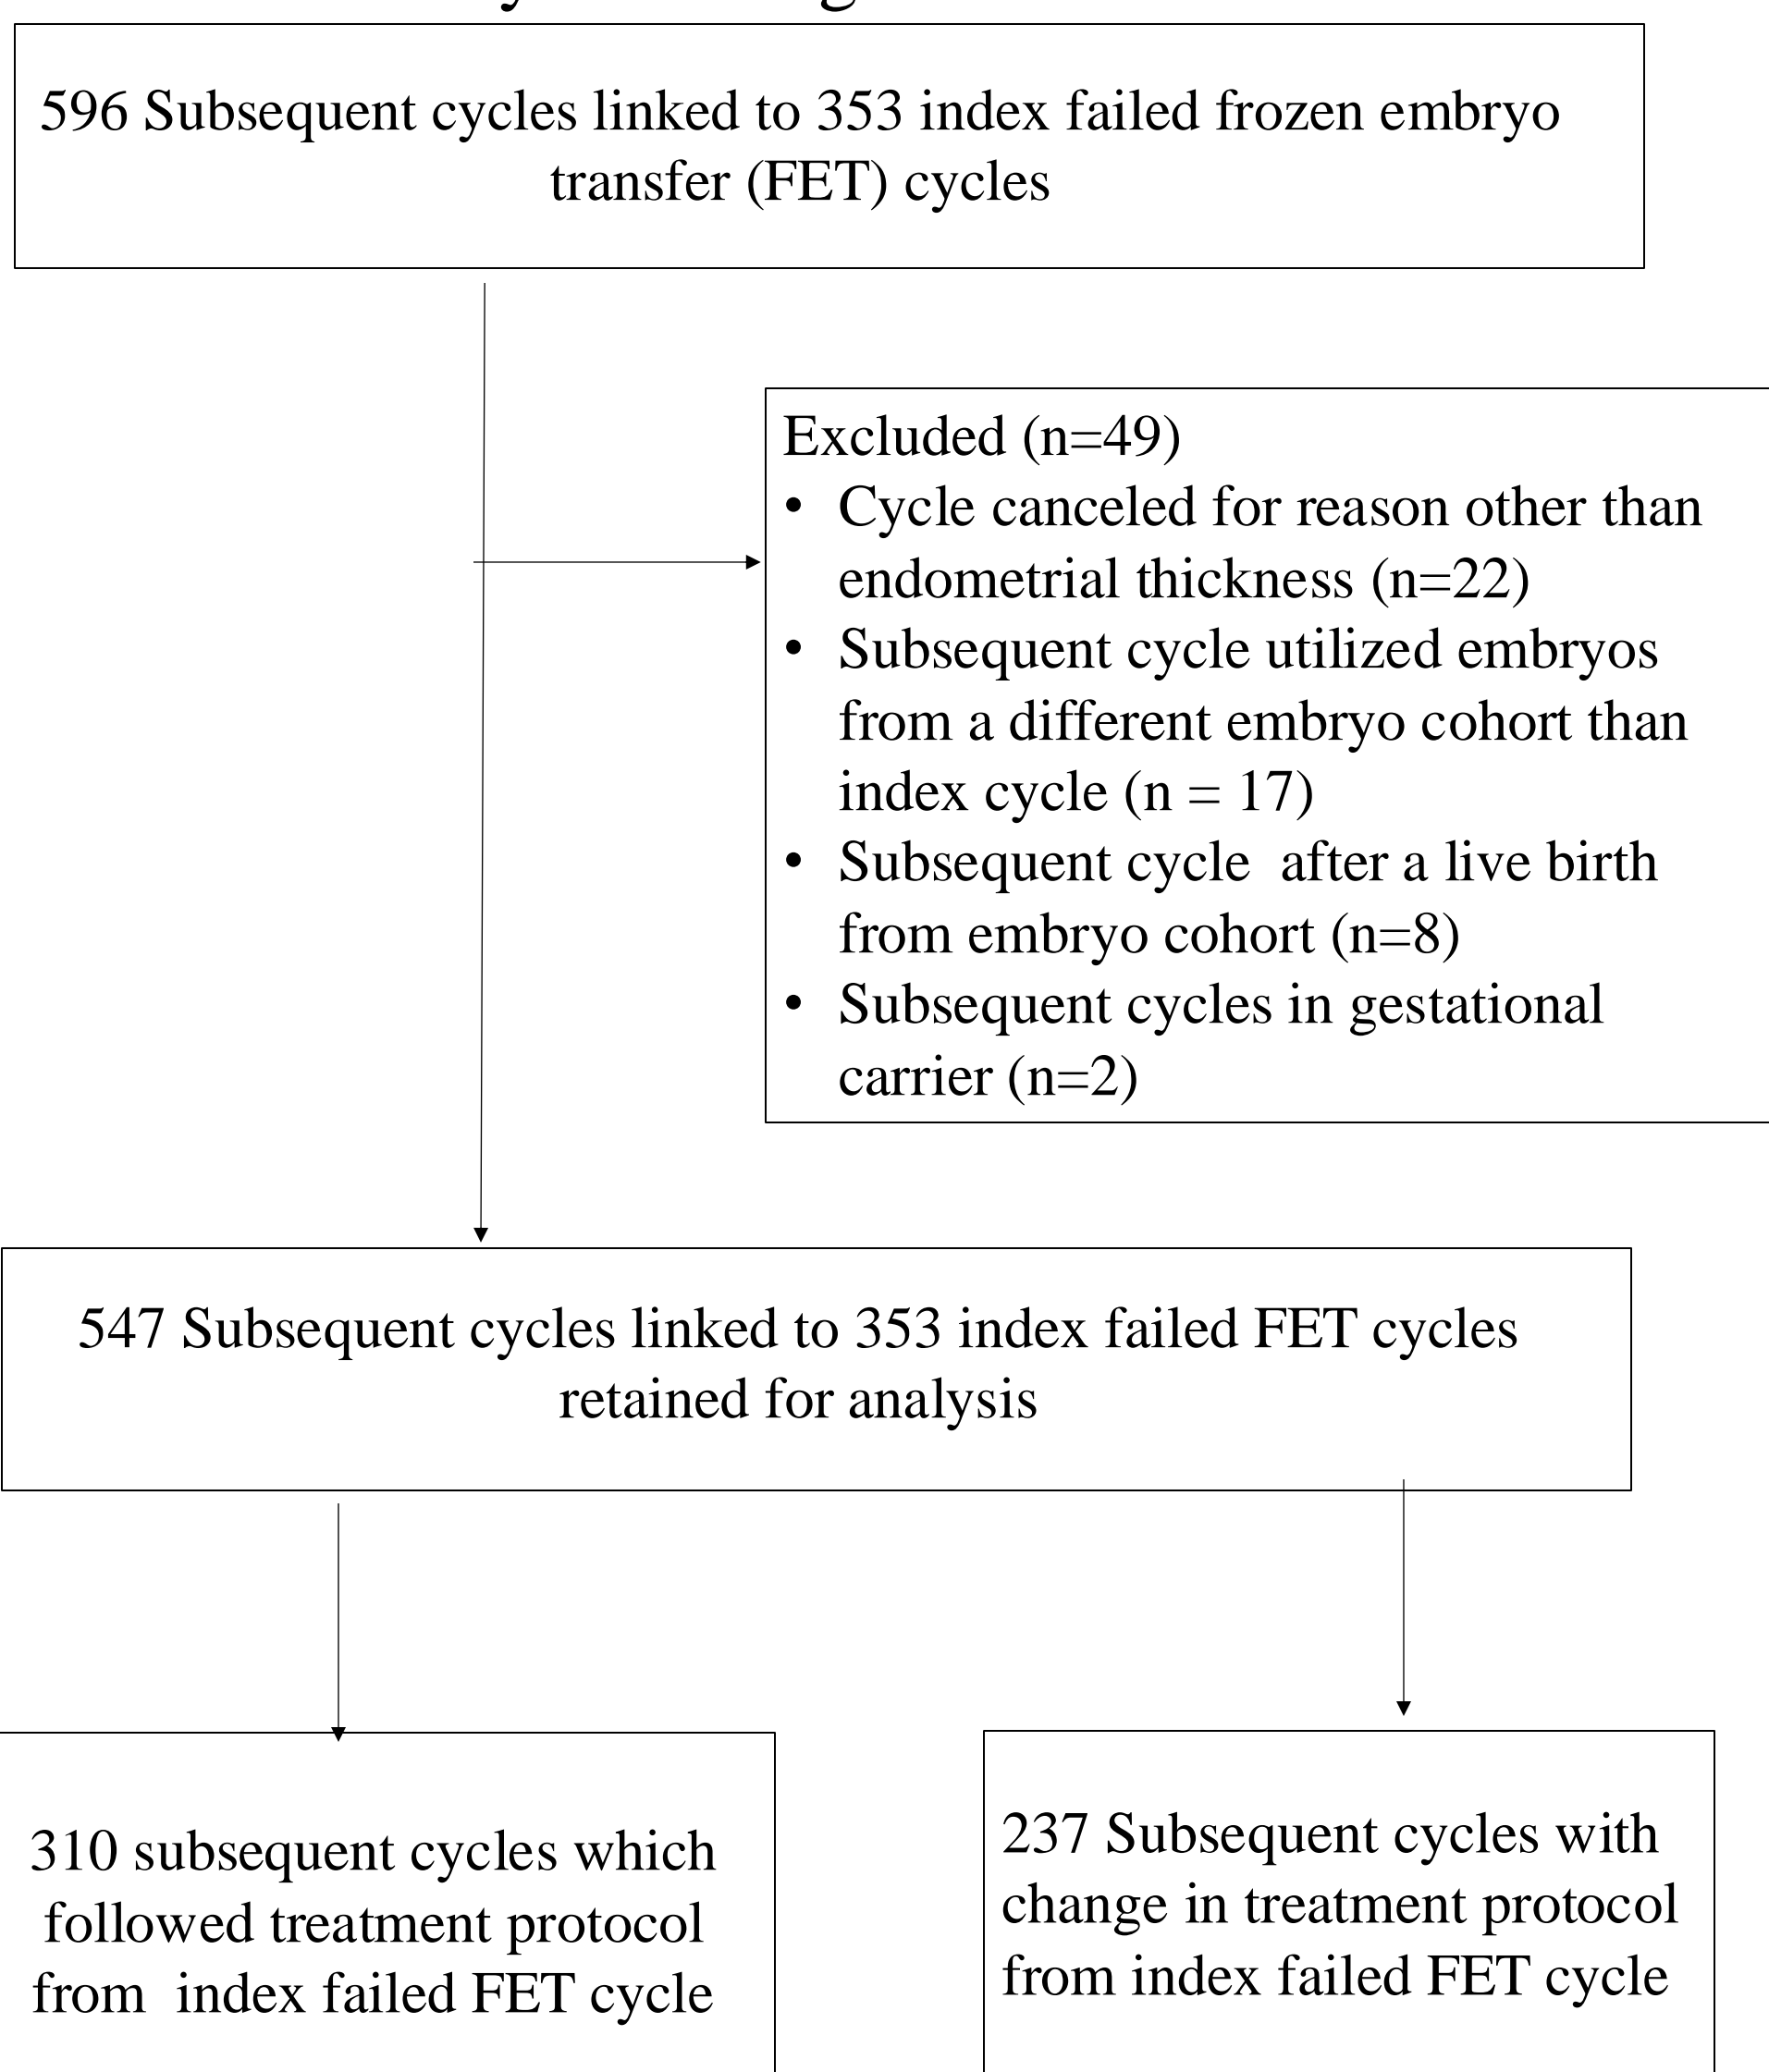 596 Subsequent cycles linked to 353 index failed frozen embryo
transfer (FET) cycles
Excluded (n=49)
• Cycle canceled for reason other than
endometrial thickness (n=22)
• Subsequent cycle utilized embryos
from a different embryo cohort than
index cycle (n = 17)
• Subsequent cycle  after a live birth
from embryo cohort (n=8)
• Subsequent cycles in gestational
carrier (n=2)
547 Subsequent cycles linked to 353 index failed FET cycles
retained for analysis
310 subsequent cycles which
followed treatment protocol
from  index failed FET cycle
237 Subsequent cycles with
change in treatment protocol
from index failed FET cycle